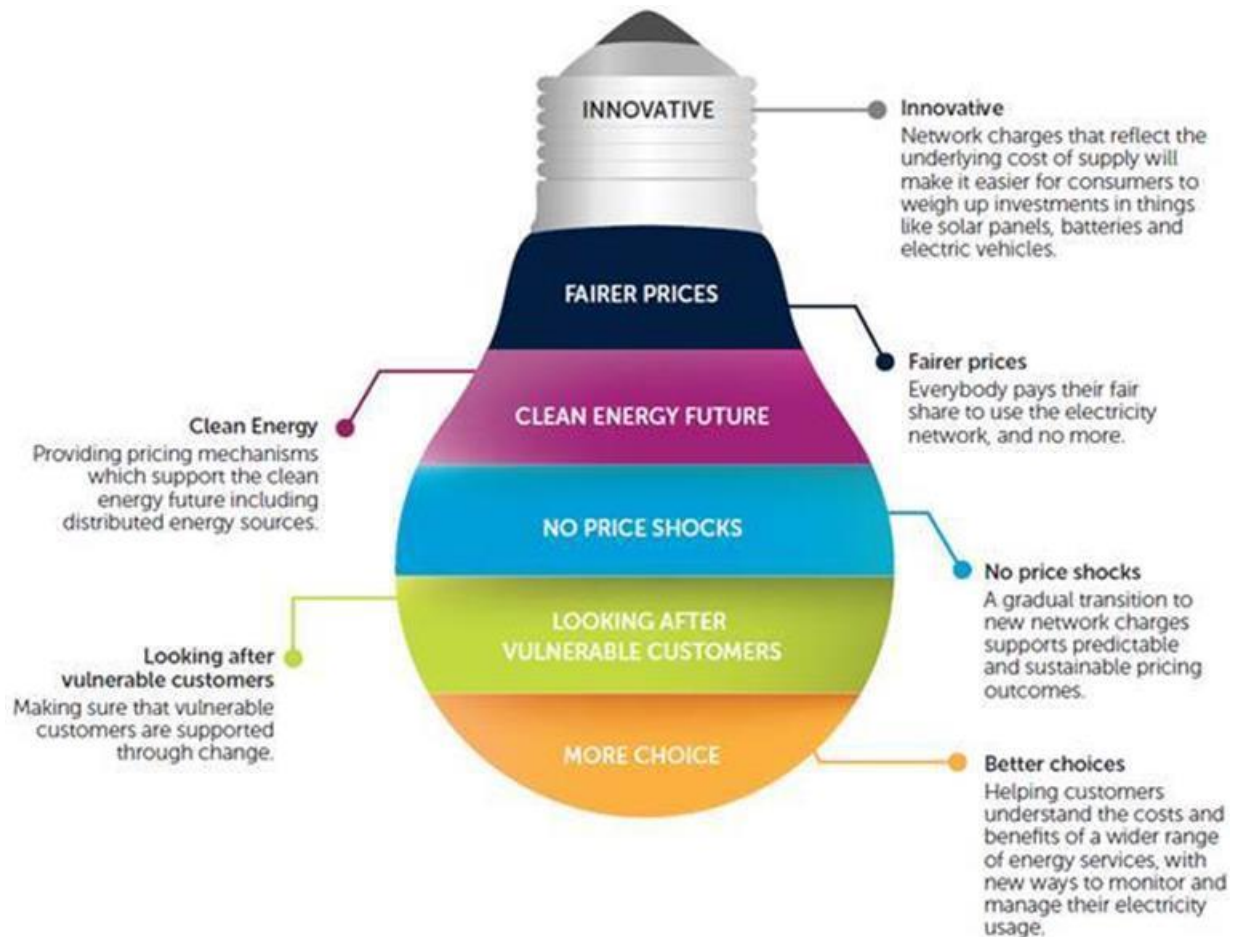 INNOVATIVE
Innovative
Network charges that reflect the
underlying cost of supply will
make it easier for consumers to
weigh up investments in things
like solar panels, batteries and
electric vehicles.
FAIRER PRICES
Fairer prices
Everybody pays their fair
share to use the electricity
network, and no more.
CLEAN ENERGY FUTURE
Clean Energy
Providing pricing mechanisms
which support the clean
energy future including
distributed energy sources.
NO PRICE SHOCKS
No price shocks
A gradual transition to
new network charges
supports predictable
and sustainable pricing
outcomes.
LOOKING AFTER
VULNERABLE CUSTOMERS
Looking after
vulnerable customers
Making sure that vulnerable
customers are supported
through change.
MORE CHOICE
Better choices
Helping customers
understand the costs and
benefits of a wider range
of energy services, with
new ways to monitor and
manage their electricity
usage.